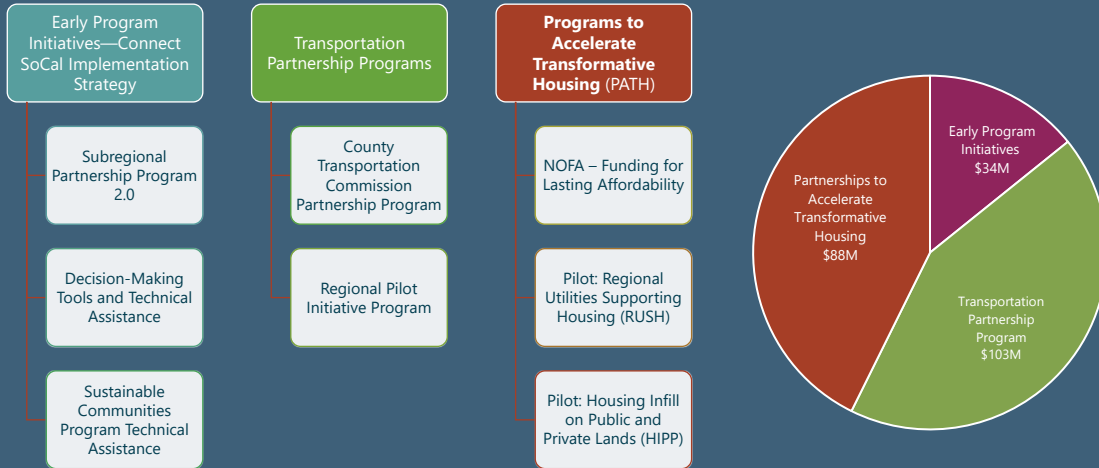 Early Program
Initiatives—Connect
SoCal Implementation
Strategy
Subregional
Partnership Program
2.0
Decision-Making
Tools and Technical
Assistance
Sustainable
Communities
Program Technical
Assistance
Transportation
Partnership Programs
County
Transportation
Commission
Partnership Program
Regional Pilot
Initiative Program
Programs to
Accelerate
Transformative
Housing (PATH)
NOFA – Funding for
Lasting Affordability
Pilot: Regional
Utilities Supporting
Housing (RUSH)
Pilot: Housing Infill
on Public and
Private Lands (HIPP)
Early Program
Initiatives
$34M
Partnerships to
Accelerate
Transformative
Housing
$88M
Transportation
Partnership
Program
$103M